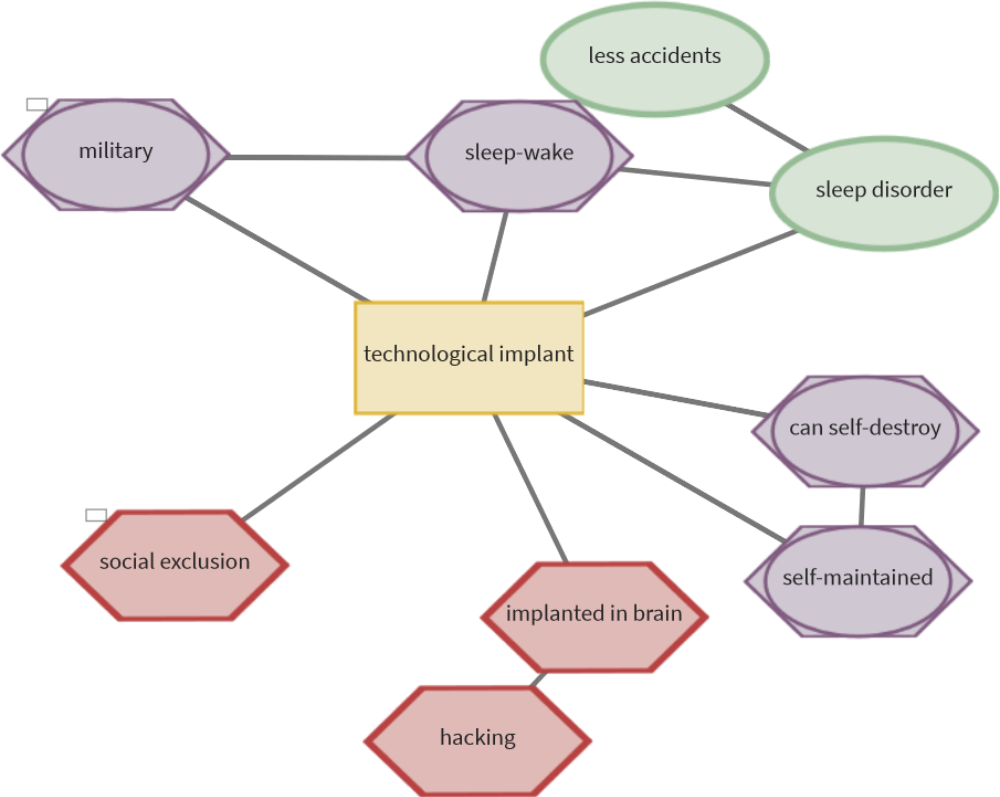 less accidents
military
sleep-wake
sleep disorder
technological implant
can self-destroy
social exclusion
self-maintained
implanted in brain
hacking